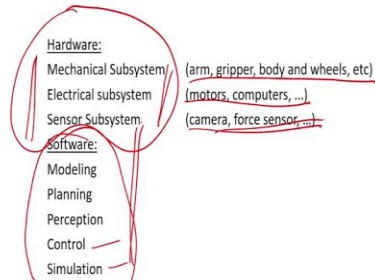 Hardware:
Mechanical Subsystem (arm, gripper, body and wheels, etc)
Electrical subsystem (motors, computers, ...)
Sensor Subsystem (camera, force sensor, ...)
Software:
Modeling
Planning
Perception
Control
Simulation